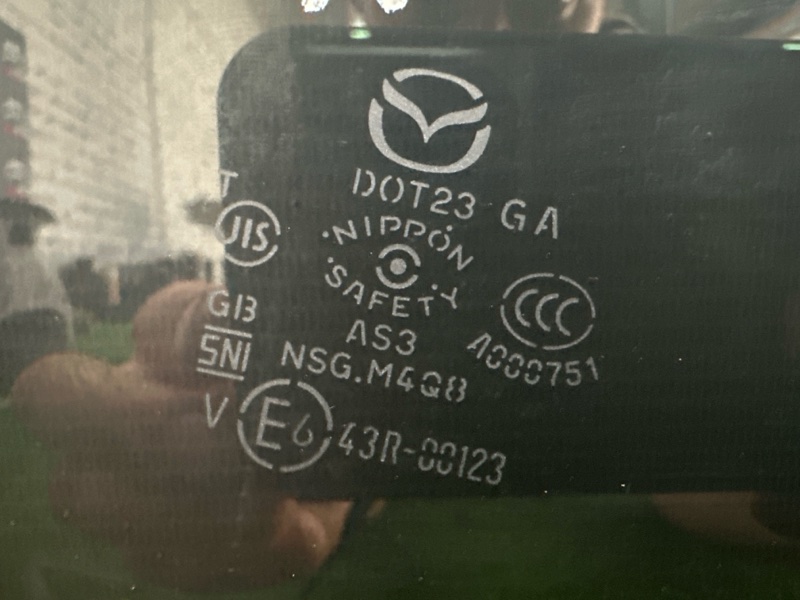 DOT23 GA
T
JIS
NIPPON
SAFETY
CCC
GB
AS3
A000751
SNI
NSG.M4Q8
V
E6
43R-00123